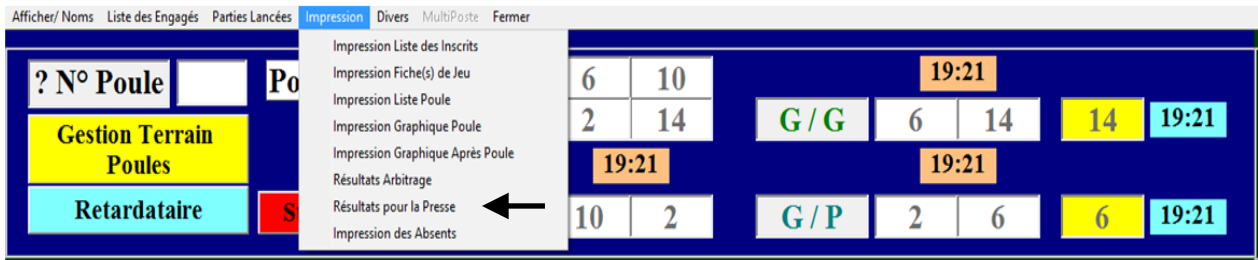 Afficher/ Noms Liste des Engagés Parties Lancées Impression Divers MultiPoste Fermer
Impression Liste des Inscrits
Impression Fiche(s) de Jeu
Impression Liste Poule
Impression Graphique Poule
Impression Graphique Après Poule
Résultats Arbitrage
Résultats pour la Presse
Impression des Absents
? N° Poule Po 6 10 19:21
2 14 G / G 6 14 14 19:21
Gestion Terrain
Poules 19:21 19:21
Retardataire S 10 2 G / P 2 6 6 19:21